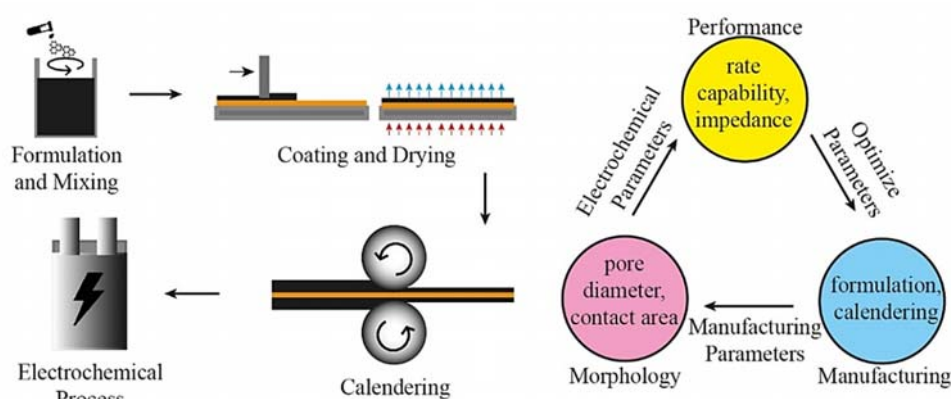 Formulation
and Mixing
Coating and Drying
Calendering
Electrochemical
Process
Performance
rate
capability,
impedance
Electrochemical
Parameters
Optimize
Parameters
pore
diameter,
contact area
Morphology
Manufacturing
Parameters
formulation,
calendering
Manufacturing